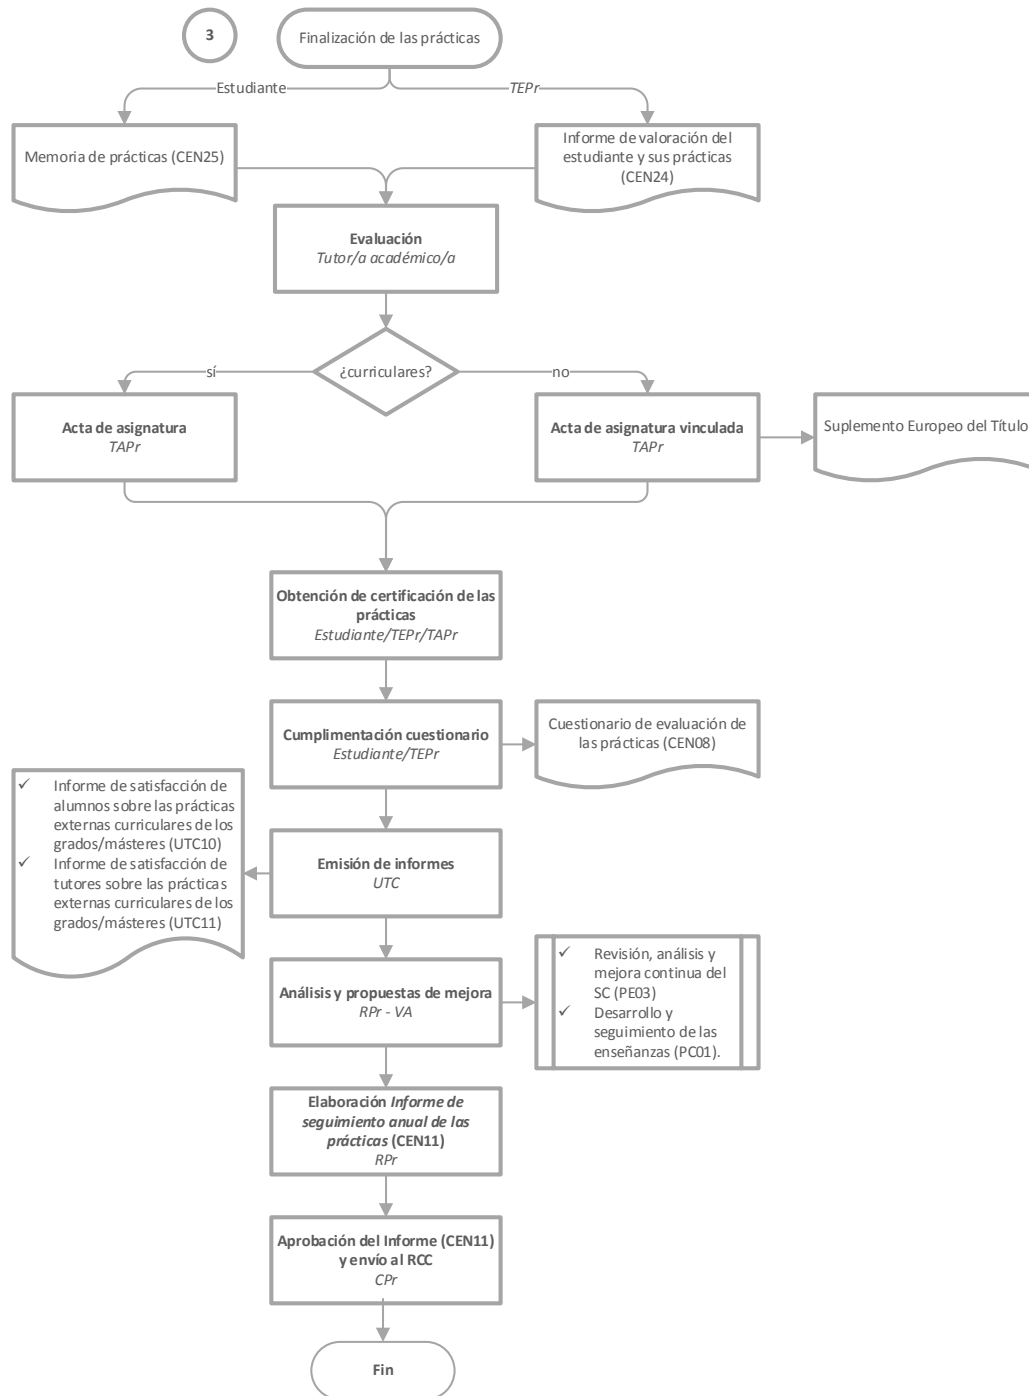 3
Finalización de las prácticas
Estudiante
TEPr
Memoria de prácticas (CEN25)
Informe de valoración del
estudiante y sus prácticas
(CEN24)
Evaluación
Tutor/a académico/a
¿curriculares?
sí
no
Acta de asignatura
TAPr
Acta de asignatura vinculada
TAPr
Suplemento Europeo del Título
Obtención de certificación de las
prácticas
Estudiante/TEPr/TAPr
Cumplimentación cuestionario
Estudiante/TEPr
Cuestionario de evaluación de
las prácticas (CEN08)
✓ Informe de satisfacción de
alumnos sobre las prácticas
externas curriculares de los
grados/másteres (UTC10)
✓ Informe de satisfacción de
tutores sobre las prácticas
externas curriculares de los
grados/másteres (UTC11)
Emisión de informes
UTC
Análisis y propuestas de mejora
RPr - VA
✓ Revisión, análisis y
mejora continua del
SC (PE03)
✓ Desarrollo y
seguimiento de las
enseñanzas (PC01).
Elaboración Informe de
seguimiento anual de las
prácticas (CEN11)
RPr
Aprobación del Informe (CEN11)
y envío al RCC
CPr
Fin